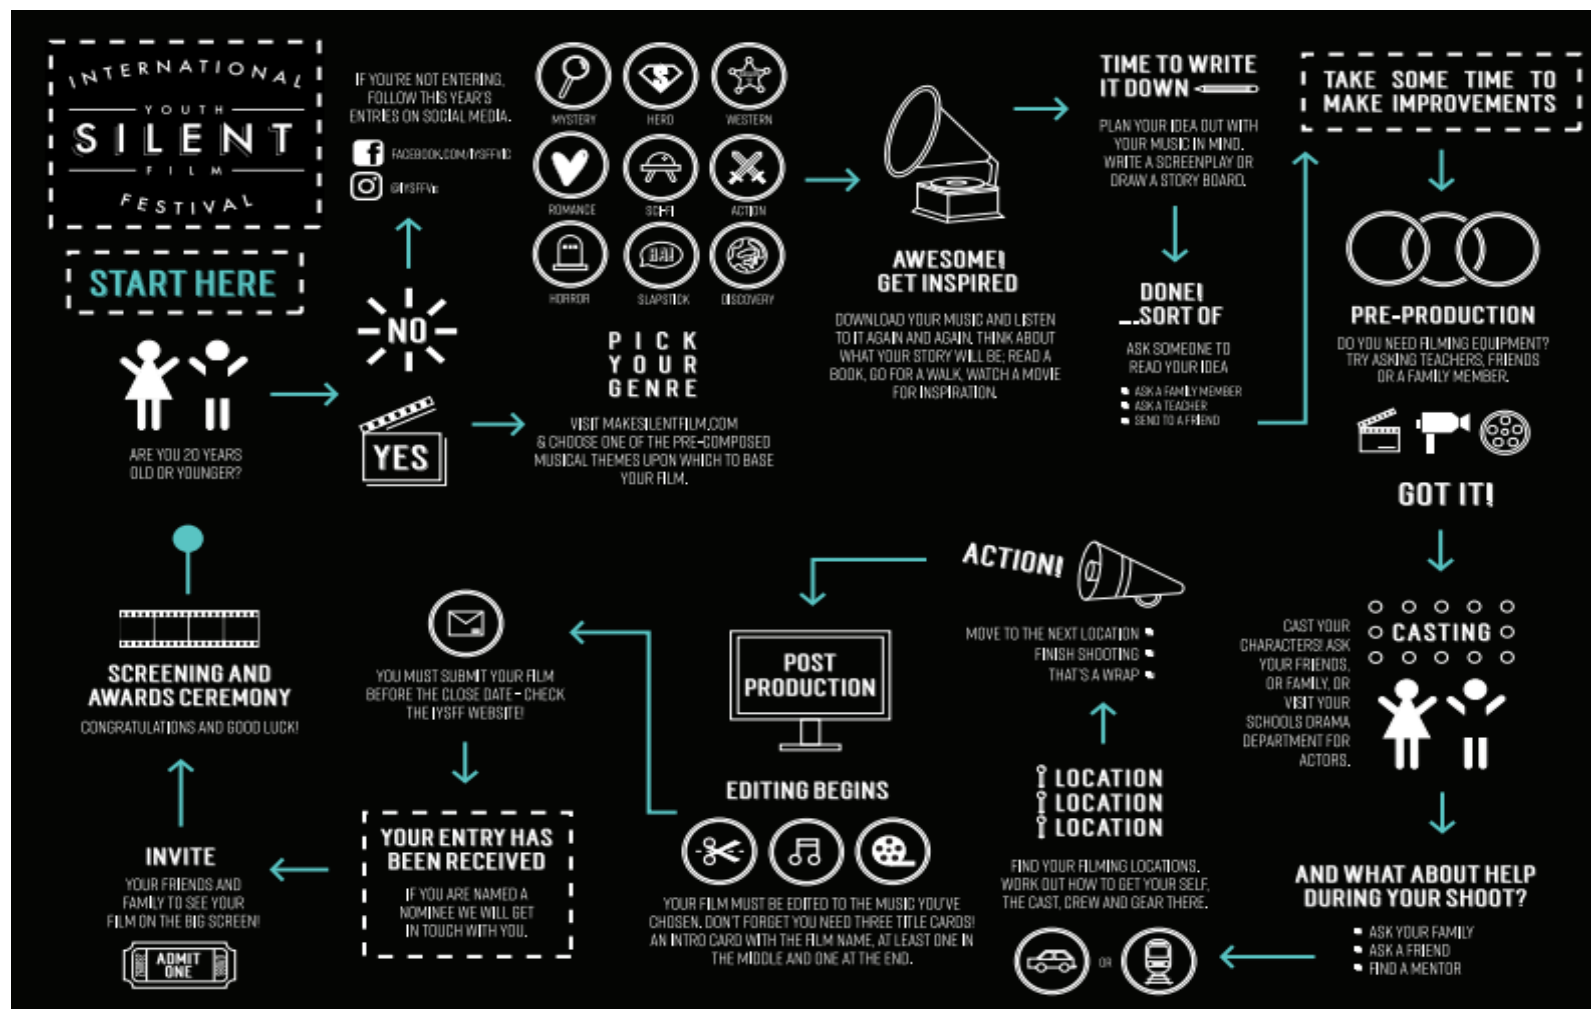 INTERNATIONAL
YOUTH
SILENT
FILM
FESTIVAL
START HERE
ARE YOU 20 YEARS
OLD OR YOUNGER?
NO
IF YOU'RE NOT ENTERING,
FOLLOW THIS YEAR'S
ENTRIES ON SOCIAL MEDIA.
FACEBOOK.COM/IYSFFVIC
@IYSFFVic
YES
MYSTERY HERO WESTERN
ROMANCE SCI-FI ACTION
HA!
HORROR SLAPSTICK DISCOVERY
PICK
YOUR
GENRE
VISIT MAKESILENTFILM.COM
& CHOOSE ONE OF THE PRE-COMPOSED
MUSICAL THEMES UPON WHICH TO BASE
YOUR FILM.
AWESOME!
GET INSPIRED
DOWNLOAD YOUR MUSIC AND LISTEN
TO IT AGAIN AND AGAIN, THINK ABOUT
WHAT YOUR STORY WILL BE; READ A
BOOK, GO FOR A WALK, WATCH A MOVIE
FOR INSPIRATION.
TIME TO WRITE
IT DOWN
PLAN YOUR IDEA OUT WITH
YOUR MUSIC IN MIND.
WRITE A SCREENPLAY OR
DRAW A STORY BOARD.
DONE!
...SORT OF
ASK SOMEONE TO
READ YOUR IDEA
ASK A FAMILY MEMBER
ASK A TEACHER
SEND TO A FRIEND
TAKE SOME TIME TO
MAKE IMPROVEMENTS
PRE-PRODUCTION
DO YOU NEED FILMING EQUIPMENT?
TRY ASKING TEACHERS, FRIENDS
OR A FAMILY MEMBER.
GOT IT!
CASTING
CAST YOUR
CHARACTERS! ASK
YOUR FRIENDS,
OR FAMILY, OR
VISIT YOUR
SCHOOLS DRAMA
DEPARTMENT FOR
ACTORS.
AND WHAT ABOUT HELP
DURING YOUR SHOOT?
ASK YOUR FAMILY
ASK A FRIEND
FIND A MENTOR
LOCATION
LOCATION
LOCATION
FIND YOUR FILMING LOCATIONS.
WORK OUT HOW TO GET YOUR SELF,
THE CAST, CREW AND GEAR THERE.
OR
ACTION!
MOVE TO THE NEXT LOCATION
FINISH SHOOTING
THAT'S A WRAP
POST
PRODUCTION
EDITING BEGINS
YOUR FILM MUST BE EDITED TO THE MUSIC YOU'VE
CHOSEN. DON'T FORGET YOU NEED THREE TITLE CARDS!
AN INTRO CARD WITH THE FILM NAME, AT LEAST ONE IN
THE MIDDLE AND ONE AT THE END.
YOU MUST SUBMIT YOUR FILM
BEFORE THE CLOSE DATE - CHECK
THE IYSFF WEBSITE!
YOUR ENTRY HAS
BEEN RECEIVED
IF YOU ARE NAMED A
NOMINEE WE WILL GET
IN TOUCH WITH YOU.
INVITE
YOUR FRIENDS AND
FAMILY TO SEE YOUR
FILM ON THE BIG SCREEN!
ADMIT
ONE
SCREENING AND
AWARDS CEREMONY
CONGRATULATIONS AND GOOD LUCK!